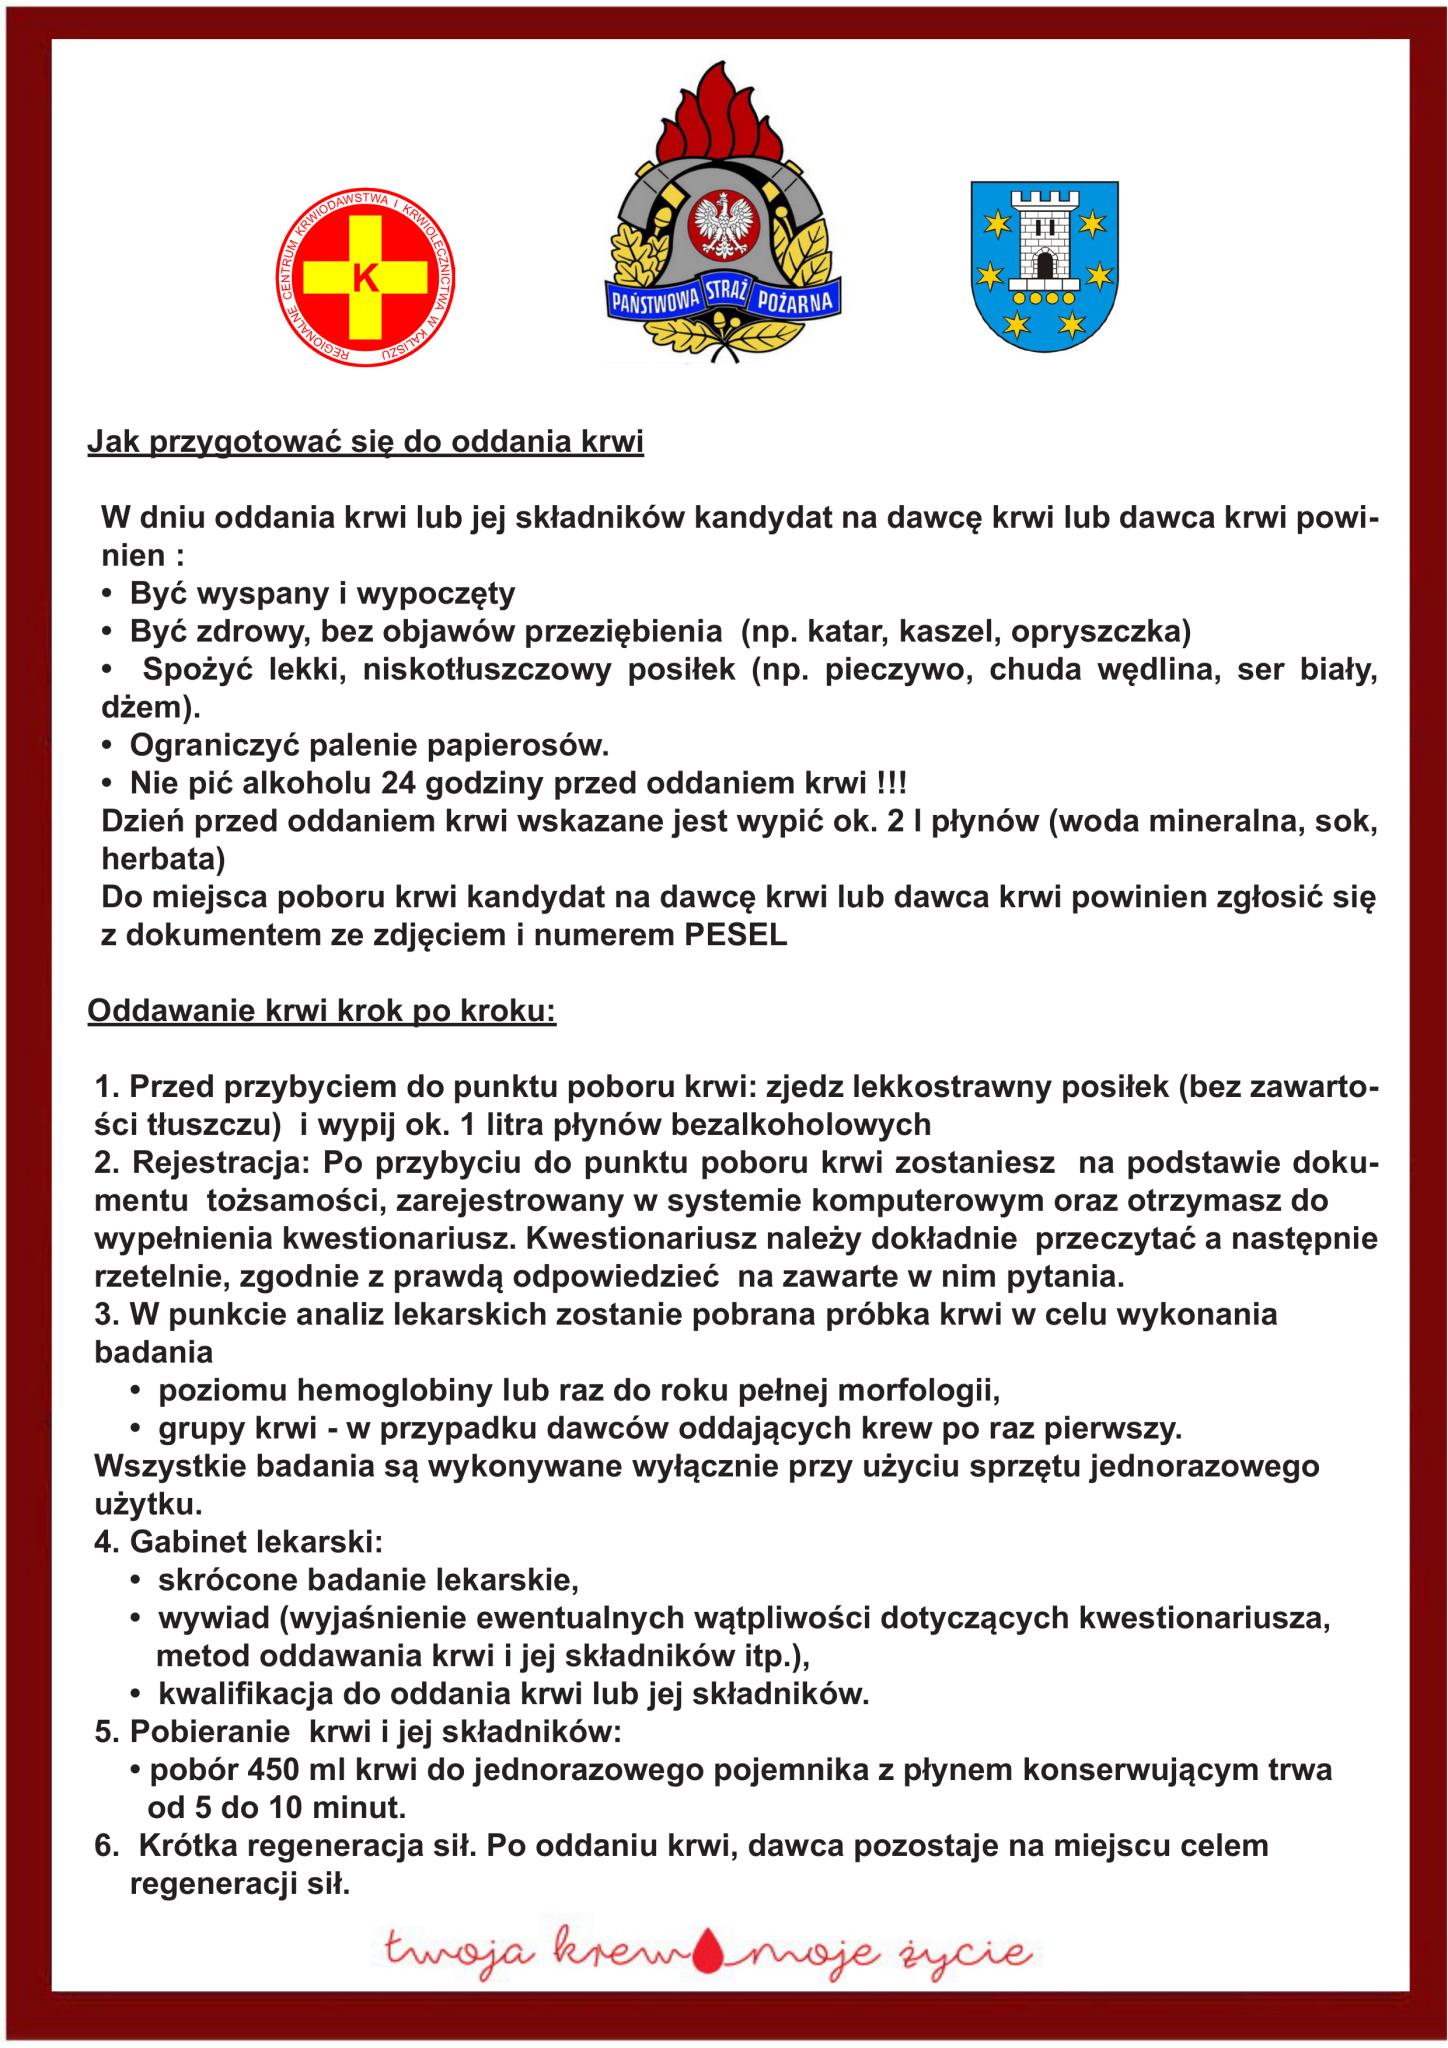 REGIONALNE CENTRUM KRWIODAWSTWA I KRWIOLECZNICTWA W KALISZU
K
PAŃSTWOWA STRAŻ POŻARNA
Jak przygotować się do oddania krwi
W dniu oddania krwi lub jej składników kandydat na dawcę krwi lub dawca krwi powi-
nien :
• Być wyspany i wypoczęty
• Być zdrowy, bez objawów przeziębienia (np. katar, kaszel, opryszczka)
• Spożyć lekki, niskotłuszczowy posiłek (np. pieczywo, chuda wędlina, ser biały,
dżem).
• Ograniczyć palenie papierosów.
• Nie pić alkoholu 24 godziny przed oddaniem krwi !!!
Dzień przed oddaniem krwi wskazane jest wypić ok. 2 l płynów (woda mineralna, sok,
herbata)
Do miejsca poboru krwi kandydat na dawcę krwi lub dawca krwi powinien zgłosić się
z dokumentem ze zdjęciem i numerem PESEL
Oddawanie krwi krok po kroku:
1. Przed przybyciem do punktu poboru krwi: zjedz lekkostrawny posiłek (bez zawarto-
ści tłuszczu) i wypij ok. 1 litra płynów bezalkoholowych
2. Rejestracja: Po przybyciu do punktu poboru krwi zostaniesz na podstawie doku-
mentu tożsamości, zarejestrowany w systemie komputerowym oraz otrzymasz do
wypełnienia kwestionariusz. Kwestionariusz należy dokładnie przeczytać a następnie
rzetelnie, zgodnie z prawdą odpowiedzieć na zawarte w nim pytania.
3. W punkcie analiz lekarskich zostanie pobrana próbka krwi w celu wykonania
badania
• poziomu hemoglobiny lub raz do roku pełnej morfologii,
• grupy krwi - w przypadku dawców oddających krew po raz pierwszy.
Wszystkie badania są wykonywane wyłącznie przy użyciu sprzętu jednorazowego
użytku.
4. Gabinet lekarski:
• skrócone badanie lekarskie,
• wywiad (wyjaśnienie ewentualnych wątpliwości dotyczących kwestionariusza,
metod oddawania krwi i jej składników itp.),
• kwalifikacja do oddania krwi lub jej składników.
5. Pobieranie krwi i jej składników:
• pobór 450 ml krwi do jednorazowego pojemnika z płynem konserwującym trwa
od 5 do 10 minut.
6. Krótka regeneracja sił. Po oddaniu krwi, dawca pozostaje na miejscu celem
regeneracji sił.
twoja krew moje życie